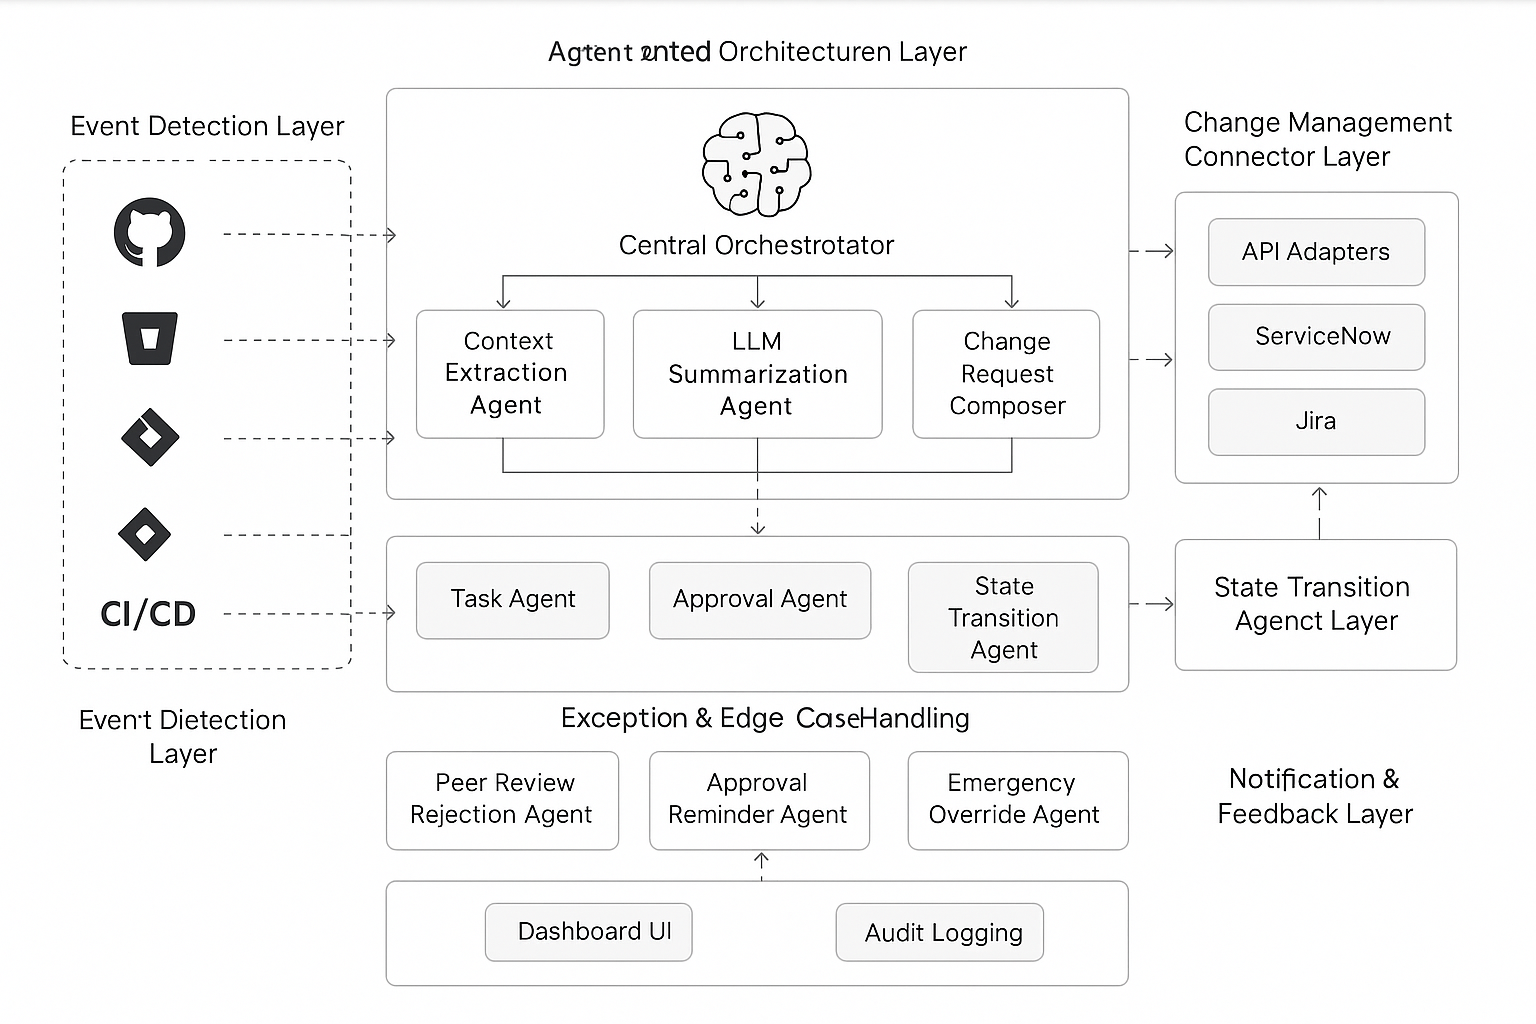 Agtent ented Orchitecturen Layer
Event Detection Layer
CI/CD
Event Dietection
Layer
Central Orchestrotator
Context
Extraction
Agent
LLM
Summarization
Agent
Change
Request
Composer
Task Agent
Approval Agent
State
Transition
Agent
Change Management
Connector Layer
API Adapters
ServiceNow
Jira
State Transition
Agenct Layer
Exception & Edge CaseHandling
Peer Review
Rejection Agent
Approval
Reminder Agent
Emergency
Override Agent
Notification &
Feedback Layer
Dashboard UI
Audit Logging